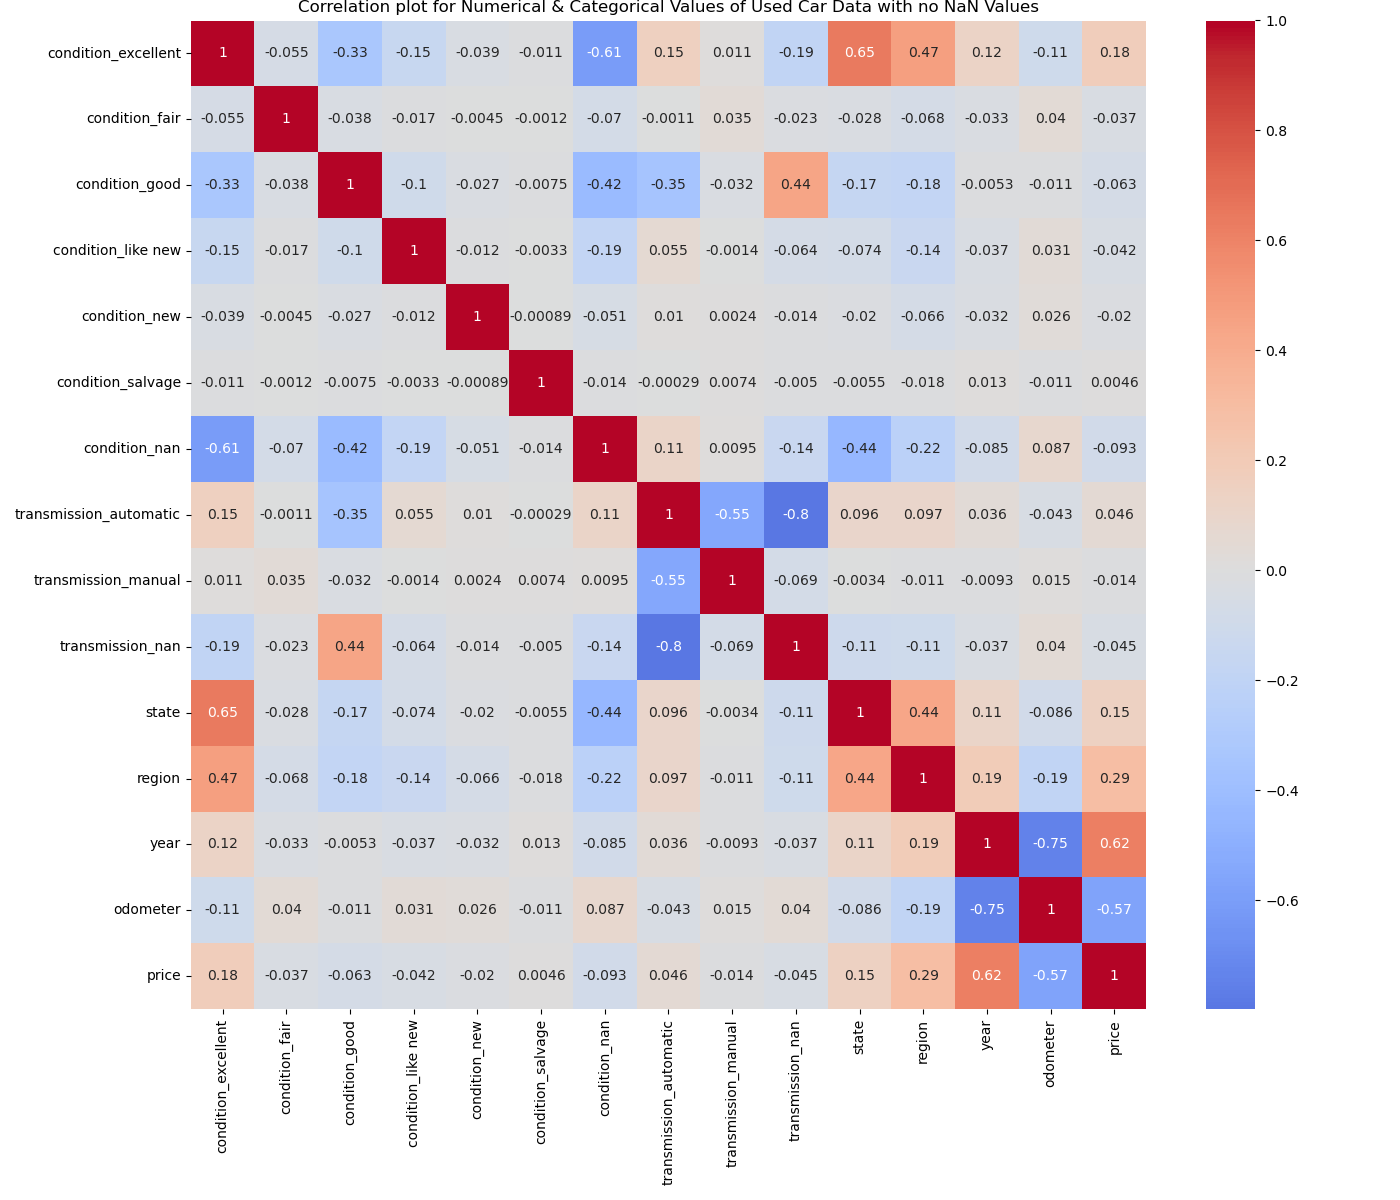 Correlation plot for Numerical & Categorical Values of Used Car Data with no NaN Values
condition_excellent 1 -0.055 -0.33 -0.15 -0.039 -0.011 -0.61 0.15 0.011 -0.19 0.65 0.47 0.12 -0.11 0.18
condition_fair -0.055 1 -0.038 -0.017 -0.0045 -0.0012 -0.07 -0.0011 0.035 -0.023 -0.028 -0.068 -0.033 0.04 -0.037
condition_good -0.33 -0.038 1 -0.1 -0.027 -0.0075 -0.42 -0.35 -0.032 0.44 -0.17 -0.18 -0.0053 -0.011 -0.063
condition_like new -0.15 -0.017 -0.1 1 -0.012 -0.0033 -0.19 0.055 -0.0014 -0.064 -0.074 -0.14 -0.037 0.031 -0.042
condition_new -0.039 -0.0045 -0.027 -0.012 1 -0.00089 -0.051 0.01 0.0024 -0.014 -0.02 -0.066 -0.032 0.026 -0.02
condition_salvage -0.011 -0.0012 -0.0075 -0.0033 -0.00089 1 -0.014 -0.00029 0.0074 -0.005 -0.0055 -0.018 0.013 -0.011 0.0046
condition_nan -0.61 -0.07 -0.42 -0.19 -0.051 -0.014 1 0.11 0.0095 -0.14 -0.44 -0.22 -0.085 0.087 -0.093
transmission_automatic 0.15 -0.0011 -0.35 0.055 0.01 -0.00029 0.11 1 -0.55 -0.8 0.096 0.097 0.036 -0.043 0.046
transmission_manual 0.011 0.035 -0.032 -0.0014 0.0024 0.0074 0.0095 -0.55 1 -0.069 -0.0034 -0.011 -0.0093 0.015 -0.014
transmission_nan -0.19 -0.023 0.44 -0.064 -0.014 -0.005 -0.14 -0.8 -0.069 1 -0.11 -0.11 -0.037 0.04 -0.045
state 0.65 -0.028 -0.17 -0.074 -0.02 -0.0055 -0.44 0.096 -0.0034 -0.11 1 0.44 0.11 -0.086 0.15
region 0.47 -0.068 -0.18 -0.14 -0.066 -0.018 -0.22 0.097 -0.011 -0.11 0.44 1 0.19 -0.19 0.29
year 0.12 -0.033 -0.0053 -0.037 -0.032 0.013 -0.085 0.036 -0.0093 -0.037 0.11 0.19 1 -0.75 0.62
odometer -0.11 0.04 -0.011 0.031 0.026 -0.011 0.087 -0.043 0.015 0.04 -0.086 -0.19 -0.75 1 -0.57
price 0.18 -0.037 -0.063 -0.042 -0.02 0.0046 -0.093 0.046 -0.014 -0.045 0.15 0.29 0.62 -0.57 1
condition_excellent
condition_fair
condition_good
condition_like new
condition_new
condition_salvage
condition_nan
transmission_automatic
transmission_manual
transmission_nan
state
region
year
odometer
price
1.0
0.8
0.6
0.4
0.2
0.0
−0.2
−0.4
−0.6